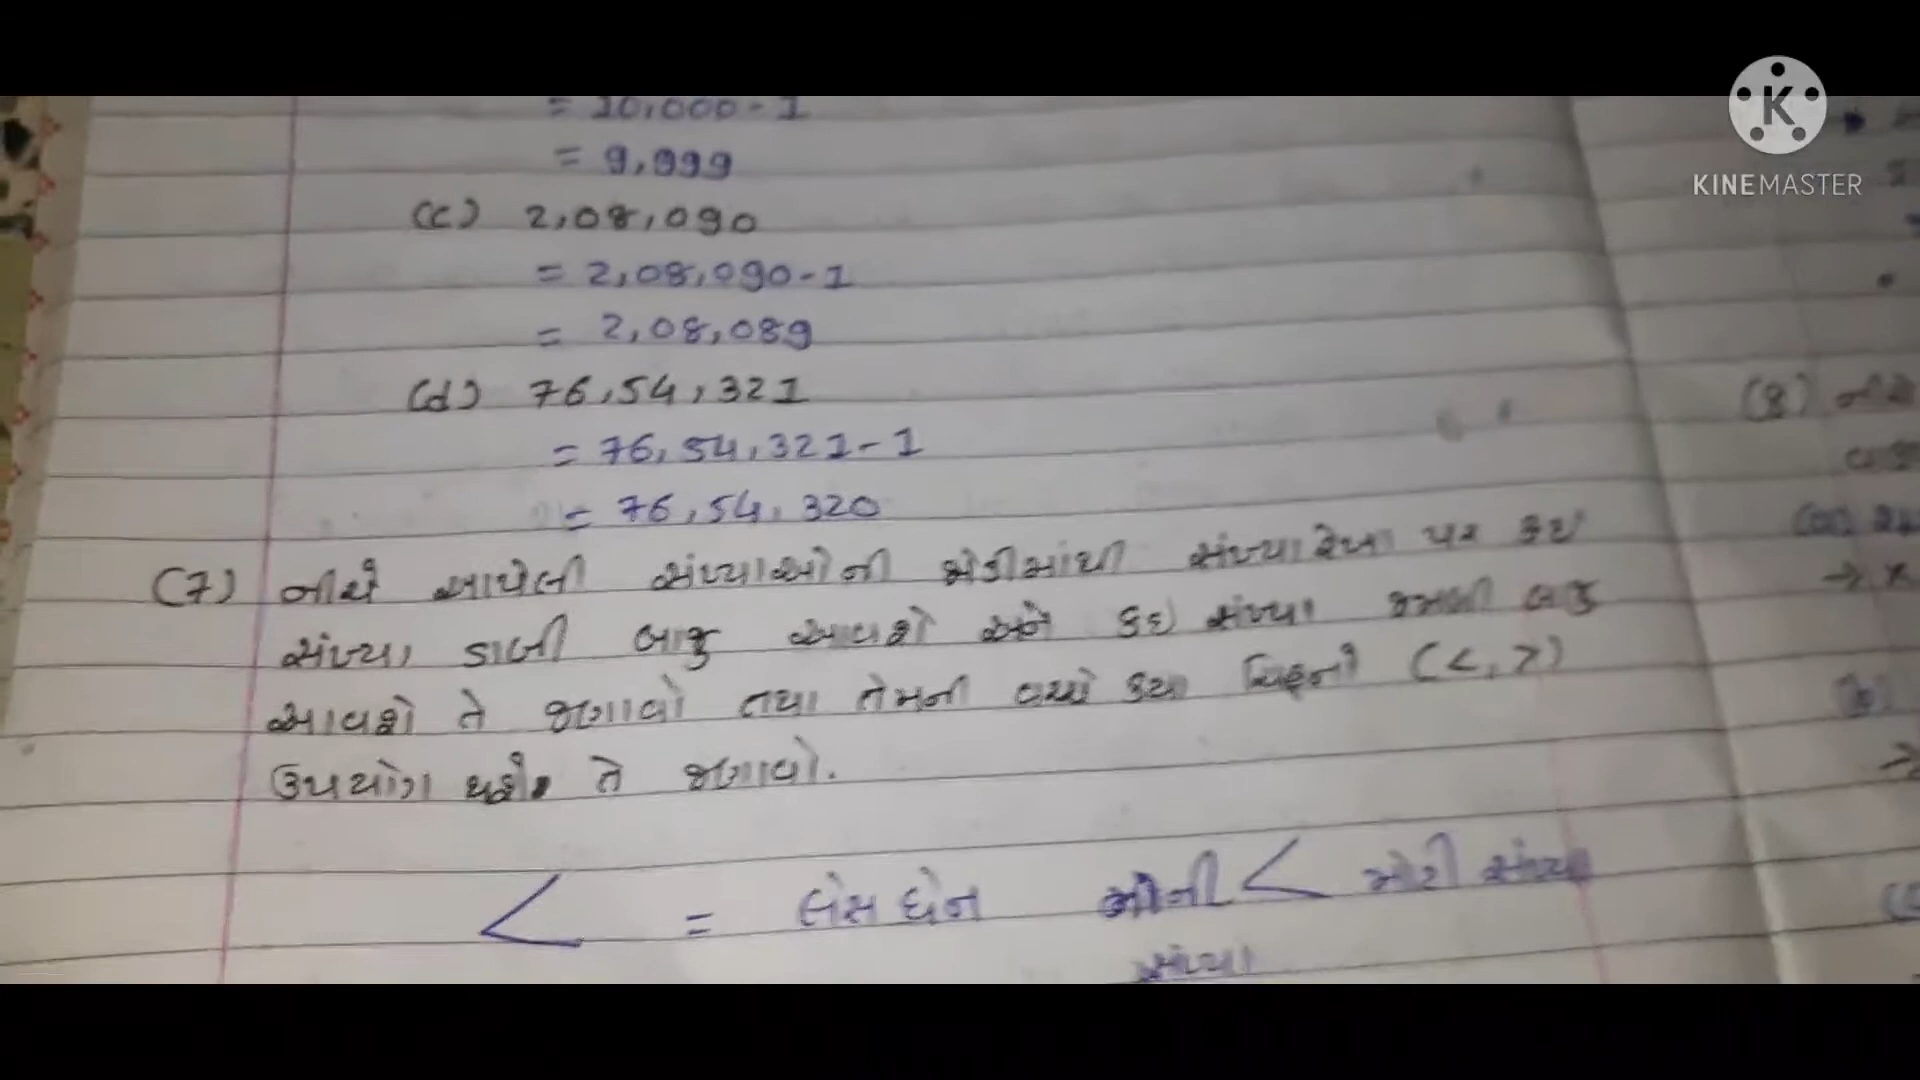 = 10,000 - 1
= 9,999
(c) 2,08,090
= 2,08,090 - 1
= 2,08,089
(d) 76,54,321
= 76,54,321 - 1
= 76,54,320
(7) નીચે આપેલી સંખ્યાઓની જોડીમાંથી સંખ્યારેખા પર કઇ
સંખ્યા ડાબી બાજુ આવશે અને કઇ સંખ્યા જમણી બાજુ
આવશે તે જણાવો તથા તેમની વચ્ચે કયા ચિહ્નનો (<, >)
ઉપયોગ થશે તે જણાવો.
< = લેસ ધેન નાની < મોટી સંખ્યા
સંખ્યા
KINEMASTER